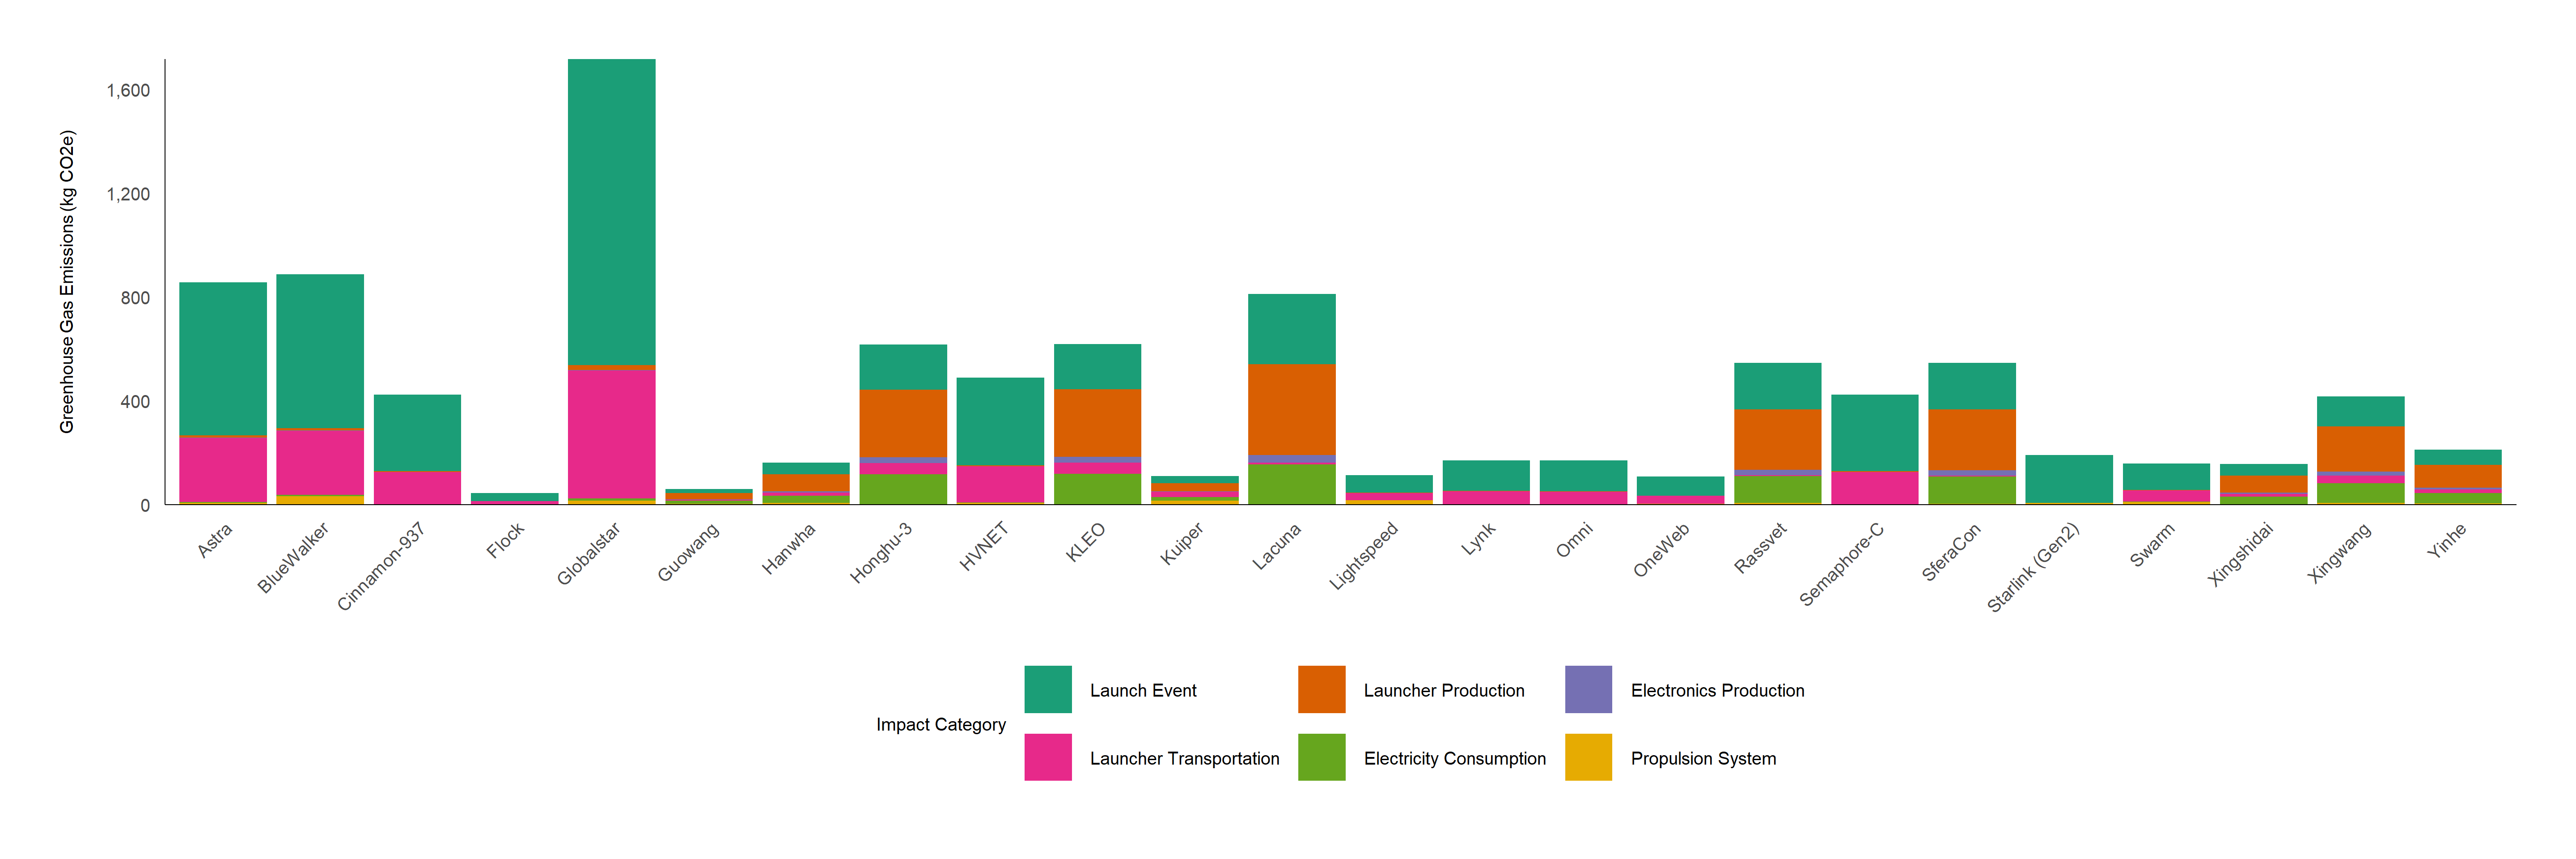 Greenhouse Gas Emissions (kg CO2e)
1,600
1,200
800
400
0
Astra
BlueWalker
Cinnamon-937
Flock
Globalstar
Guowang
Hanwha
Honghu-3
HVNET
KLEO
Kuiper
Lacuna
Lightspeed
Lynk
Omni
OneWeb
Rassvet
Semaphore-C
SferaCon
Starlink (Gen2)
Swarm
Xingshidai
Xingwang
Yinhe
Impact Category
Launch Event
Launcher Production
Electronics Production
Launcher Transportation
Electricity Consumption
Propulsion System